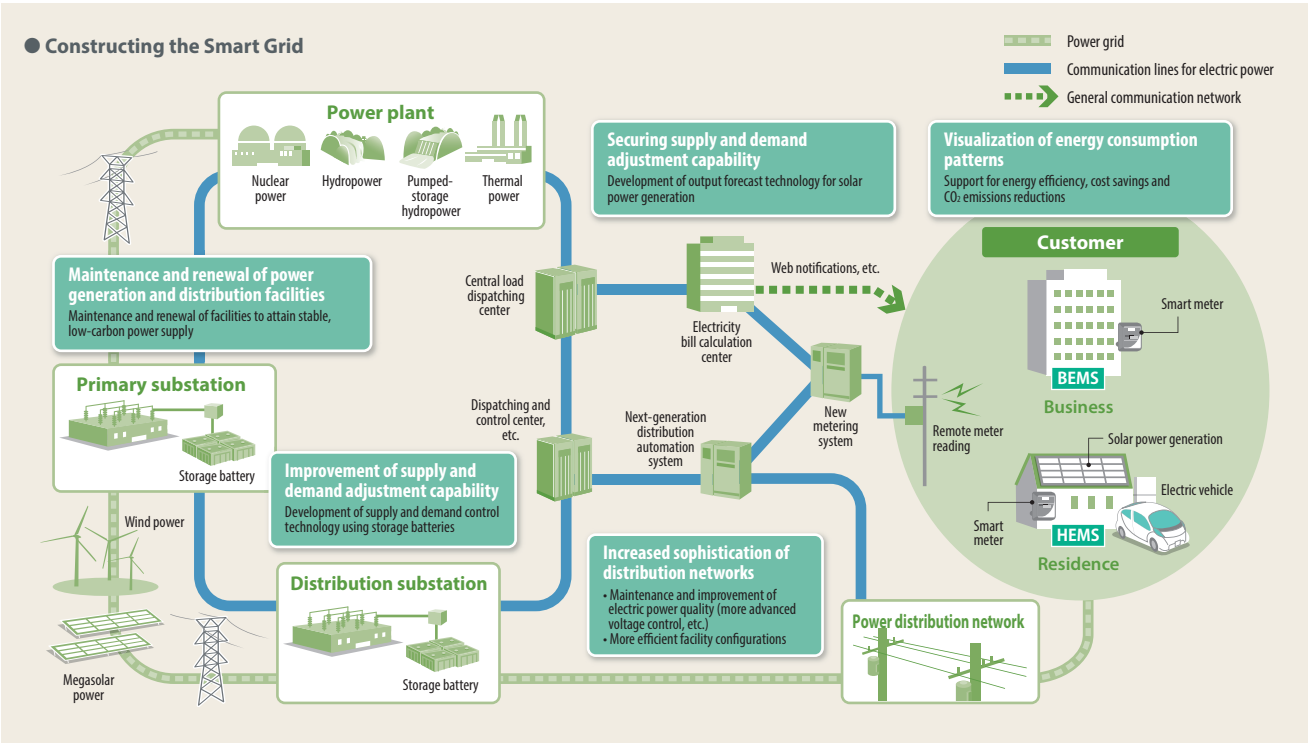 ● Constructing the Smart Grid
Power grid
Communication lines for electric power
General communication network
Power plant
Nuclear
power
Hydropower
Pumped-
storage
hydropower
Thermal
power
Securing supply and demand
adjustment capability
Development of output forecast technology for solar
power generation
Visualization of energy consumption
patterns
Support for energy efficiency, cost savings and
CO₂ emissions reductions
Customer
Maintenance and renewal of power
generation and distribution facilities
Maintenance and renewal of facilities to attain stable,
low-carbon power supply
Central load
dispatching
center
Web notifications, etc.
Electricity
bill calculation
center
Smart meter
BEMS
Business
Primary substation
Storage battery
Dispatching and
control center,
etc.
Next-generation
distribution
automation
system
New
metering
system
Remote meter
reading
Solar power generation
Electric vehicle
Smart
meter
HEMS
Residence
Improvement of supply and
demand adjustment capability
Development of supply and demand control
technology using storage batteries
Wind power
Increased sophistication of
distribution networks
• Maintenance and improvement of
electric power quality (more advanced
voltage control, etc.)
• More efficient facility configurations
Distribution substation
Storage battery
Power distribution network
Megasolar
power